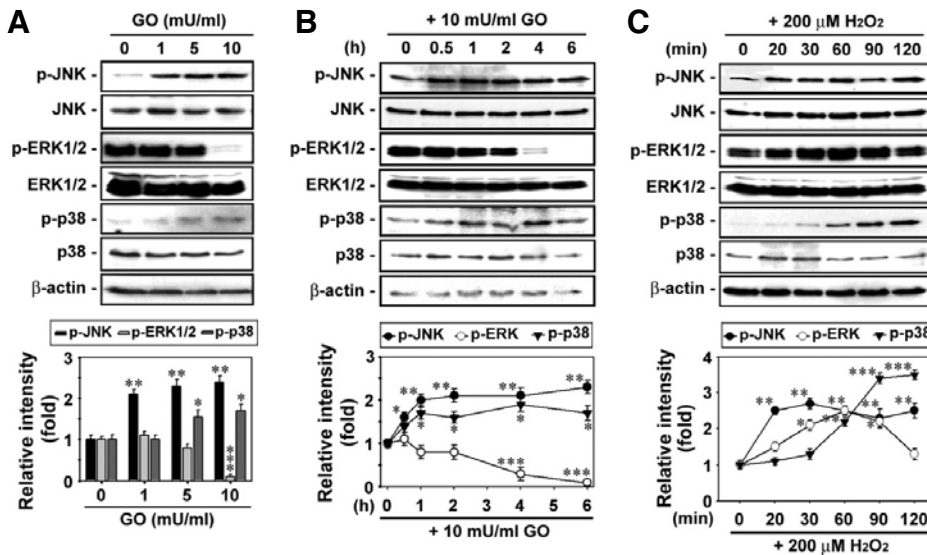 A
GO (mU/ml)
0 1 5 10
p-JNK -
JNK -
p-ERK1/2 -
ERK1/2 -
p-p38 -
p38 -
β-actin -
p-JNK p-ERK1/2 p-p38
Relative intensity
(fold)
3
2
1
0
** ** ** * *** *
0 1 5 10
GO (mU/ml)
B
+ 10 mU/ml GO
(h) 0 0.5 1 2 4 6
p-JNK -
JNK -
p-ERK1/2 -
ERK1/2 -
p-p38 -
p38 -
β-actin -
p-JNK p-ERK p-p38
Relative intensity
(fold)
3
2
1
0
* ** ** ** **
* * * *
*** ***
(h) 0 1 2 3 4 5 6
+ 10 mU/ml GO
C
+ 200 μM H2O2
(min) 0 20 30 60 90 120
p-JNK -
JNK -
p-ERK1/2 -
ERK1/2 -
p-p38 -
p38 -
β-actin -
p-JNK p-ERK p-p38
Relative intensity
(fold)
4
3
2
1
0
*** ***
** ** ** ** **
* ** *
(min) 0 20 30 60 90 120
+ 200 μM H2O2